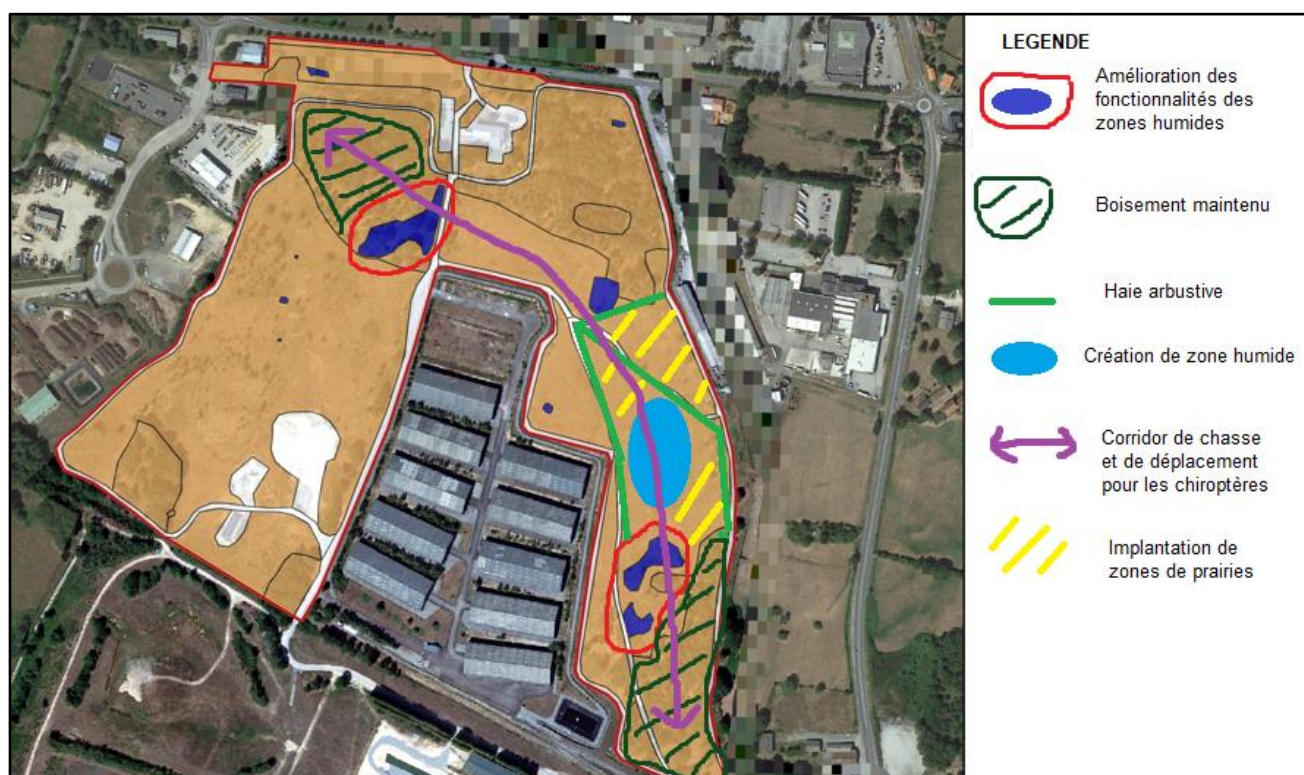 LEGENDE
Amélioration des
fonctionnalités des
zones humides
Boisement maintenu
Haie arbustive
Création de zone humide
Corridor de chasse
et de déplacement
pour les chiroptères
Implantation de
zones de prairies